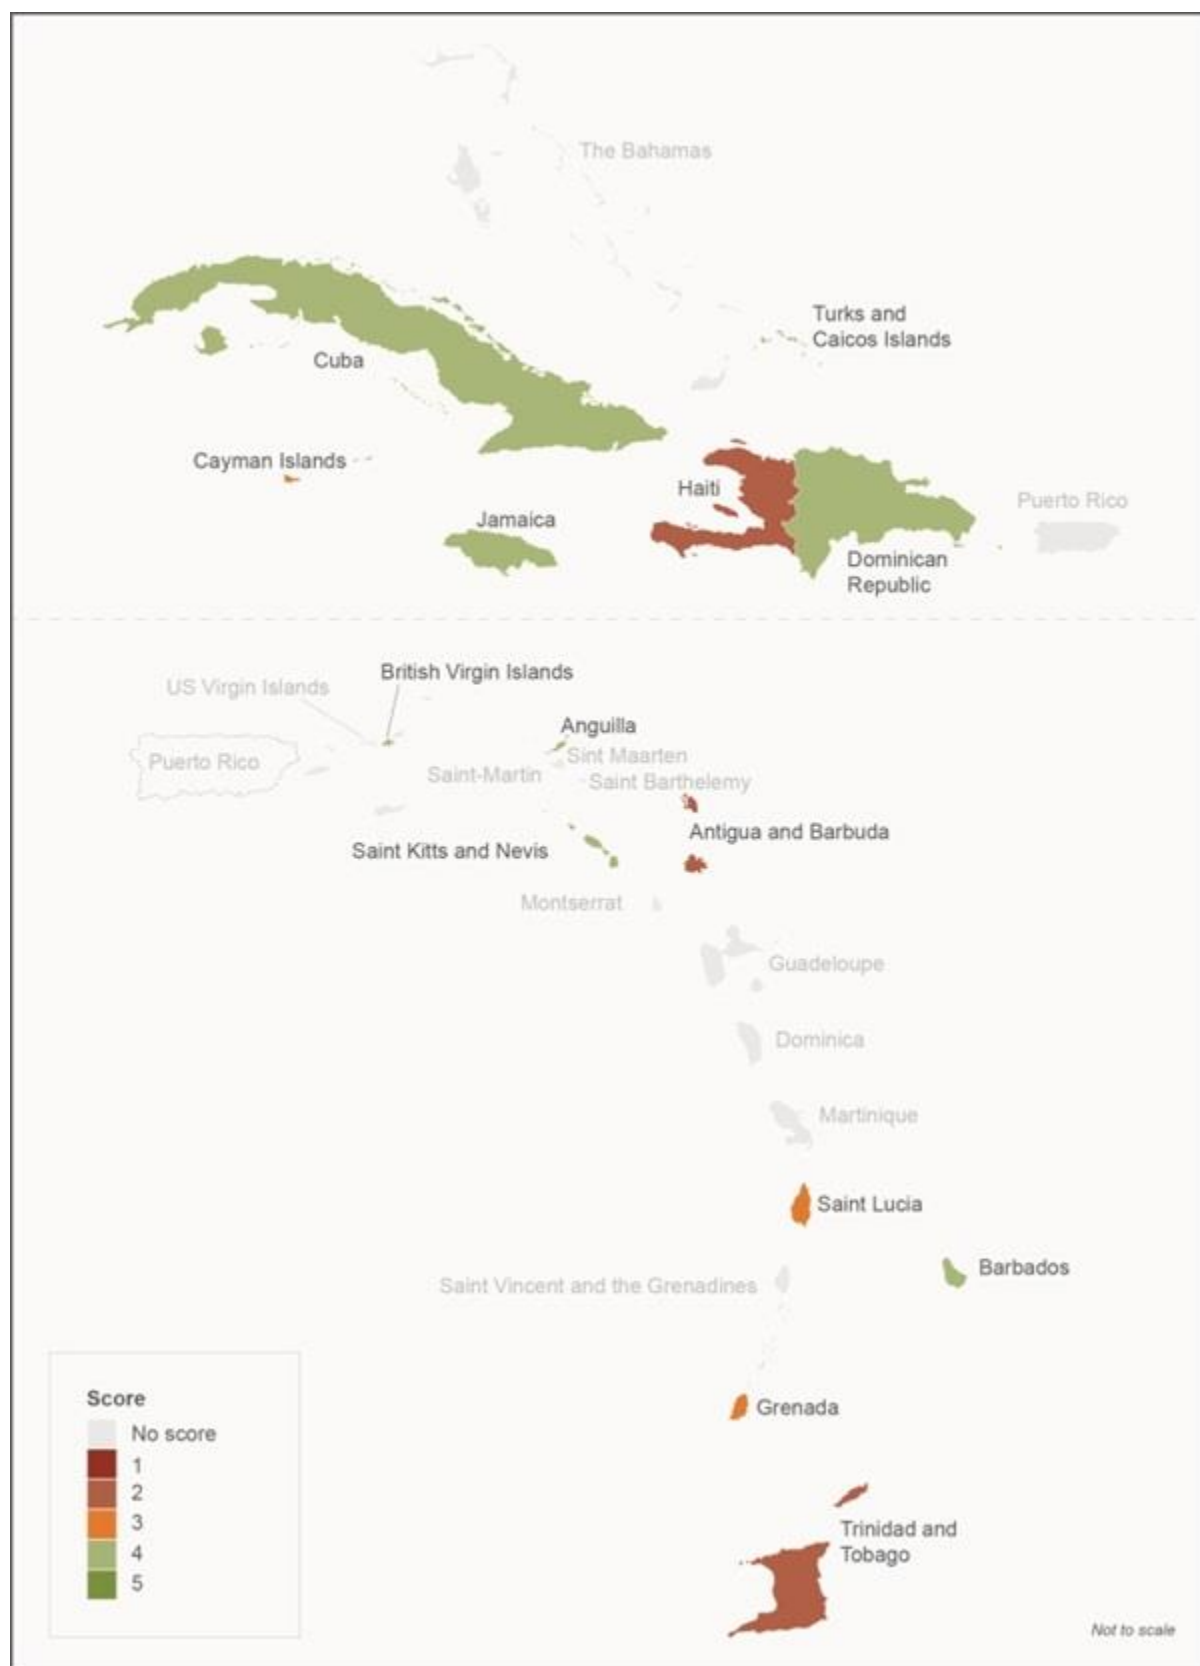 The Bahamas
Turks and
Caicos Islands
Cuba
Cayman Islands
Haiti
Jamaica
Puerto Rico
Dominican
Republic
British Virgin Islands
US Virgin Islands
Anguilla
Sint Maarten
Puerto Rico
Saint-Martin
Saint Barthelemy
Antigua and Barbuda
Saint Kitts and Nevis
Montserrat
Guadeloupe
Dominica
Martinique
Saint Lucia
Barbados
Saint Vincent and the Grenadines
Grenada
Trinidad and
Tobago
Score
No score
1
2
3
4
5
Not to scale